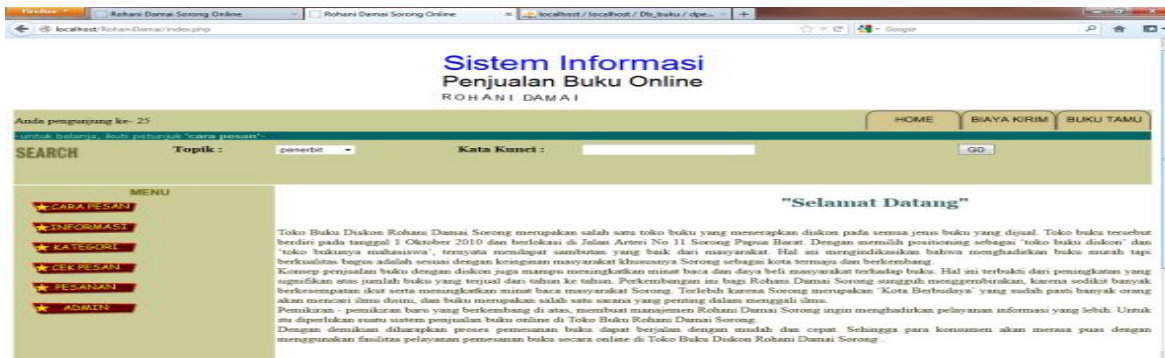 Firefox
Rohani Damai Sorong Online
Rohani Damai Sorong Online
localhost / localhost / Db_buku / dpe...
localhost/RohaniDamai/index.php
Google
Sistem Informasi
Penjualan Buku Online
ROHANI DAMAI
Anda pengunjung ke- 25
HOME
BIAYA KIRIM
BUKU TAMU
-untuk belanja, ikuti petunjuk 'cara pesan'-
SEARCH
Topik :
penerbit
Kata Kunci :
GO
MENU
CARA PESAN
INFORMASI
KATEGORI
CEK PESAN
PESANAN
ADMIN
"Selamat Datang"
Toko Buku Diskon Rohani Damai Sorong merupakan salah satu toko buku yang menerapkan diskon pada semua jenis buku yang dijual. Toko buku tersebut
berdiri pada tanggal 1 Oktober 2010 dan berlokasi di Jalan Arteri No 11 Sorong Papua Barat. Dengan memilih positioning sebagai 'toko buku diskon' dan
'toko bukunya mahasiswa', ternyata mendapat sambutan yang baik dari masyarakat. Hal ini mengindikasikan bahwa menghadirkan buku murah tapi
berkualitas bagus adalah sesuai dengan keinginan masyarakat khususnya Sorong sebagai kota termaju dan berkembang.
Konsep penjualan buku dengan diskon juga mampu meningkatkan minat baca dan daya beli masyarakat terhadap buku. Hal ini terbukti dari peningkatan yang
signifikan atas jumlah buku yang terjual dari tahun ke tahun. Perkembangan ini bagi Rohani Damai Sorong sungguh menggembirakan, karena sedikit banyak
berkesempatan ikut serta meningkatkan minat baca masyarakat Sorong. Terlebih karena Sorong merupakan 'Kota Berbudaya' yang sudah pasti banyak orang
akan mencari ilmu disini, dan buku merupakan salah satu sarana yang penting dalam menggali ilmu.
Pemikiran - pemikiran baru yang berkembang di atas, membuat manajemen Rohani Damai Sorong ingin menghadirkan pelayanan informasi yang lebih. Untuk
itu diperlukan suatu sistem penjualan buku online di Toko Buku Rohani Damai Sorong.
Dengan demikian diharapkan proses pemesanan buku dapat berjalan dengan mudah dan cepat. Sehingga para konsumen akan merasa puas dengan
menggunakan fasilitas pelayanan pemesanan buku secara online di Toko Buku Diskon Rohani Damai Sorong .